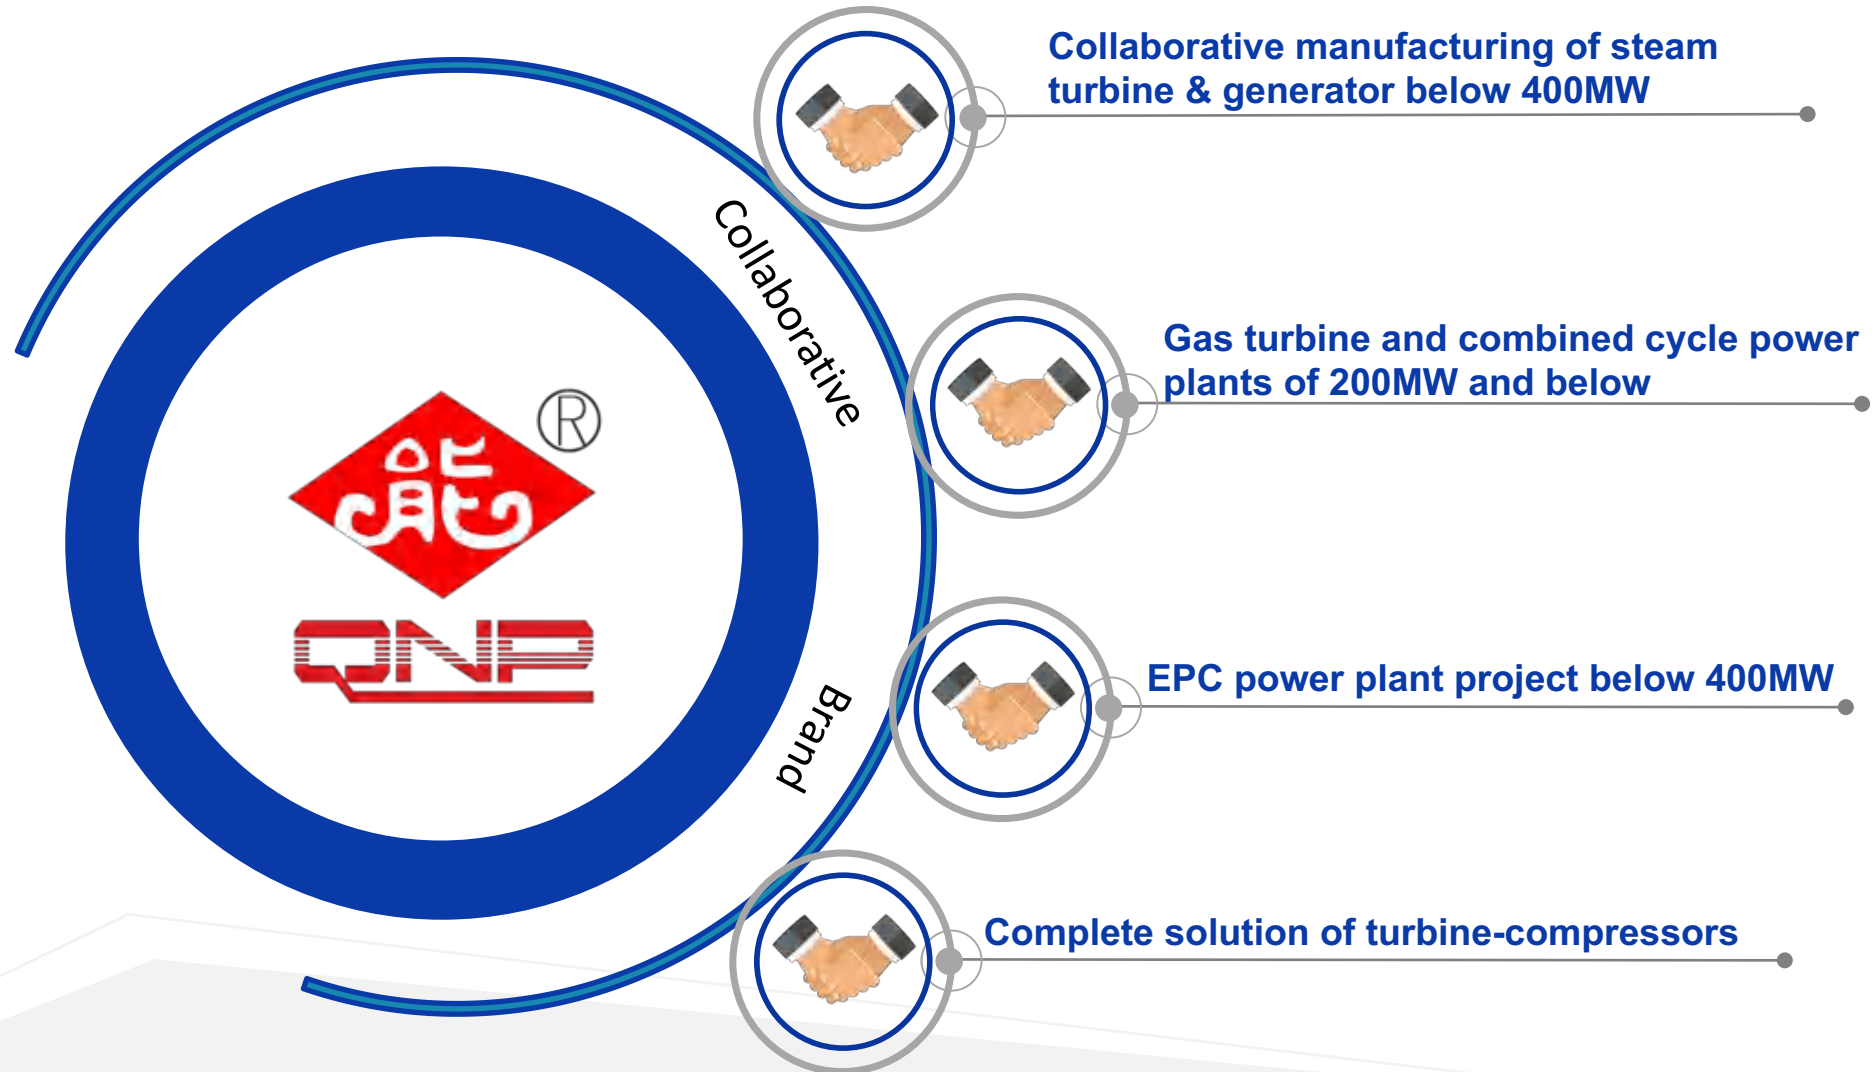 Collaborative manufacturing of steam
turbine & generator below 400MW
Collaborative
Gas turbine and combined cycle power
plants of 200MW and below
能
®
QNP
EPC power plant project below 400MW
Brand
Complete solution of turbine-compressors